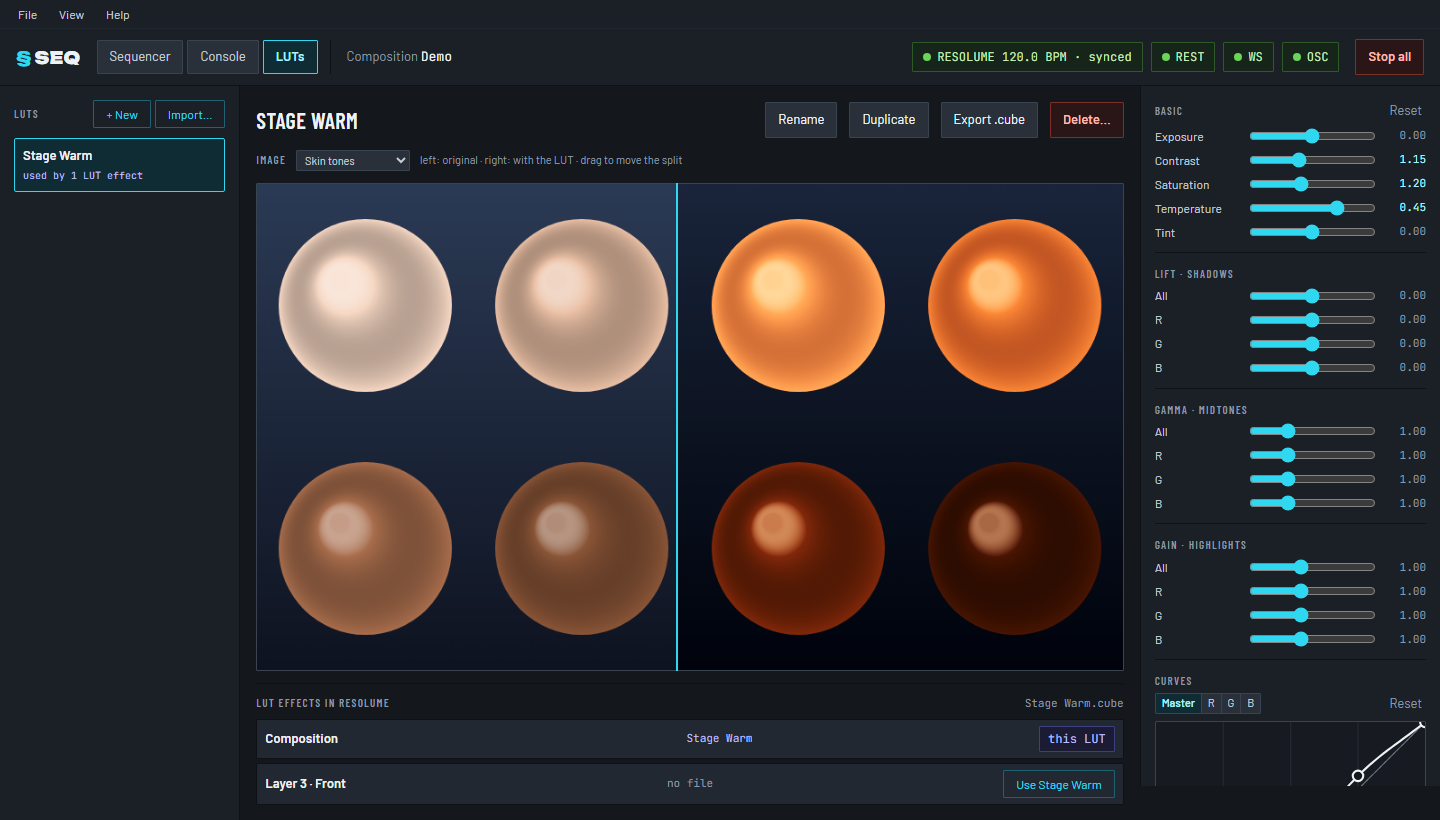 File View Help
SEQ Sequencer Console LUTs Composition Demo RESOLUME 120.0 BPM · synced REST WS OSC Stop all
LUTS + New Import...
Stage Warm
used by 1 LUT effect
STAGE WARM Rename Duplicate Export .cube Delete...
IMAGE Skin tones left: original · right: with the LUT · drag to move the split
LUT EFFECTS IN RESOLUME Stage Warm.cube
Composition Stage Warm this LUT
Layer 3 · Front no file Use Stage Warm
BASIC Reset
Exposure 0.00
Contrast 1.15
Saturation 1.20
Temperature 0.45
Tint 0.00
LIFT · SHADOWS
All 0.00
R 0.00
G 0.00
B 0.00
GAMMA · MIDTONES
All 1.00
R 1.00
G 1.00
B 1.00
GAIN · HIGHLIGHTS
All 1.00
R 1.00
G 1.00
B 1.00
CURVES
Master R G B Reset